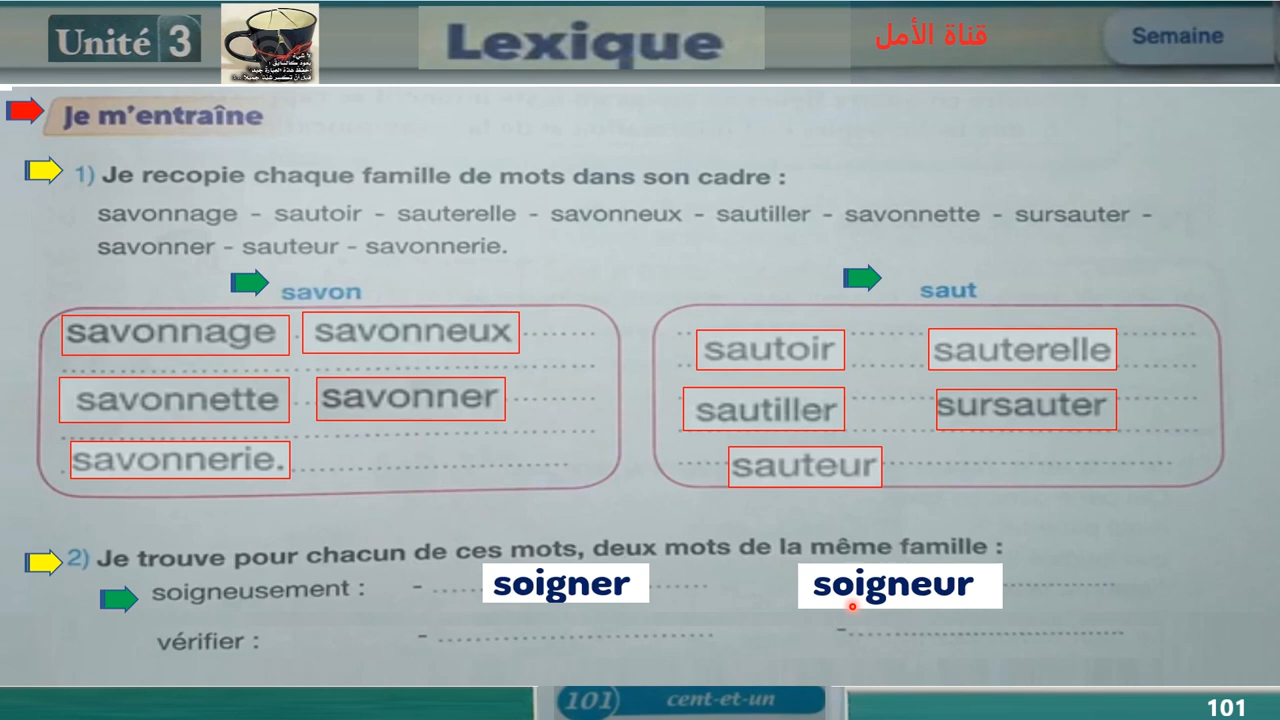 Unité 3
Lexique
قناة الأمل
Semaine
Je m'entraîne
1) Je recopie chaque famille de mots dans son cadre :
savonnage - sautoir - sauterelle - savonneux - sautiller - savonnette - sursauter -
savonner - sauteur - savonnerie.
savon
saut
savonnage savonneux
savonnette savonner
savonnerie.
sautoir sauterelle
sautiller sursauter
sauteur
2) Je trouve pour chacun de ces mots, deux mots de la même famille :
soigneusement : - soigner soigneur
vérifier : - -
101 cent-et-un
101